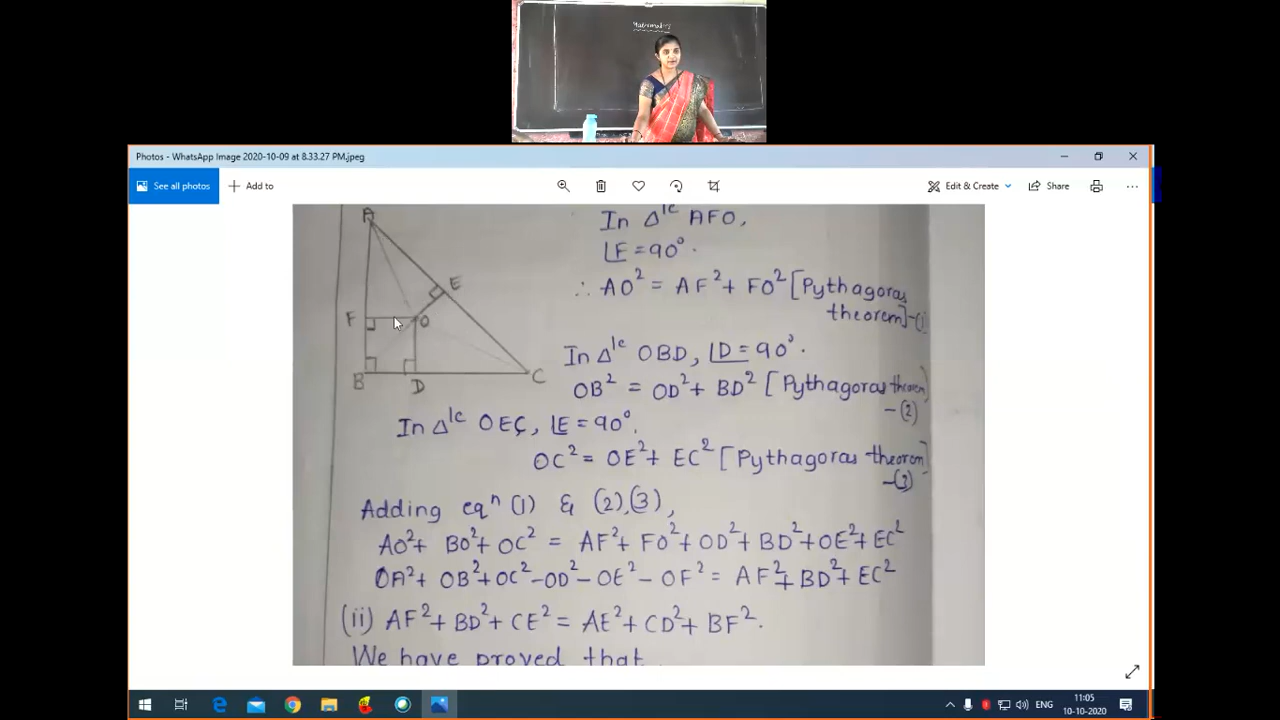 Mathematics
Photos - WhatsApp Image 2020-10-09 at 8.33.27 PM.jpeg
See all photos
Add to
Edit & Create
Share
A
E
F
O
B
D
C
In Δle AFO,
∠F = 90°.
∴ AO² = AF² + FO² [Pythagoras
theorem] -(1)
In Δle OBD, ∠D = 90°.
OB² = OD² + BD² [Pythagoras theorem]
-(2)
In Δle OEC, ∠E = 90°.
OC² = OE² + EC² [Pythagoras theorem]
-(3)
Adding eqⁿ (1) & (2),(3),
AO² + BO² + OC² = AF² + FO² + OD² + BD² + OE² + EC²
OA² + OB² + OC² - OD² - OE² - OF² = AF² + BD² + EC²
(ii) AF² + BD² + CE² = AE² + CD² + BF².
We have proved that
ENG
11:05
10-10-2020